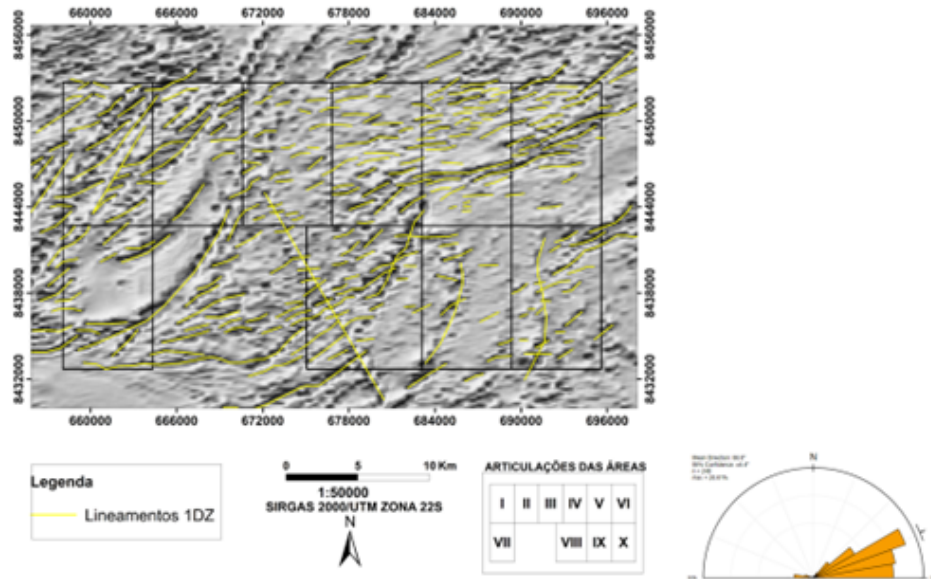 660000 666000 672000 678000 684000 690000 696000
8456000 8456000
8450000 8450000
8444000 8444000
8438000 8438000
8432000 8432000
660000 666000 672000 678000 684000 690000 696000
Legenda
Lineamentos 1DZ
0 5 10 Km
1:50000
SIRGAS 2000/UTM ZONA 22S
N
ARTICULAÇÕES DAS ÁREAS
I II III IV V VI
VII VIII IX X
N